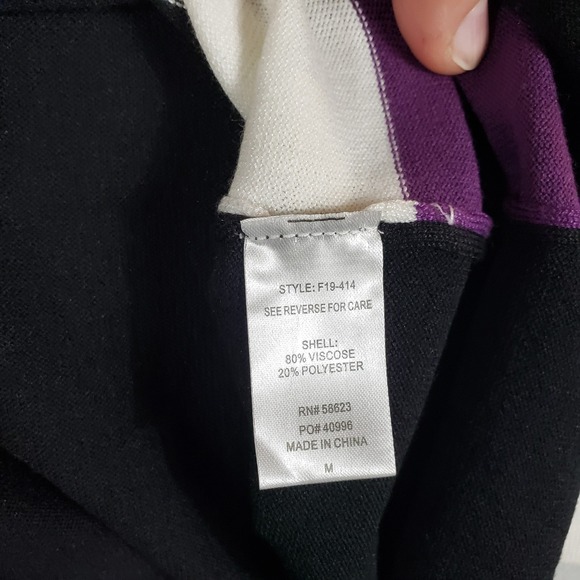 STYLE: F19-414
SEE REVERSE FOR CARE
SHELL:
80% VISCOSE
20% POLYESTER
RN# 58623
PO# 40996
MADE IN CHINA
M